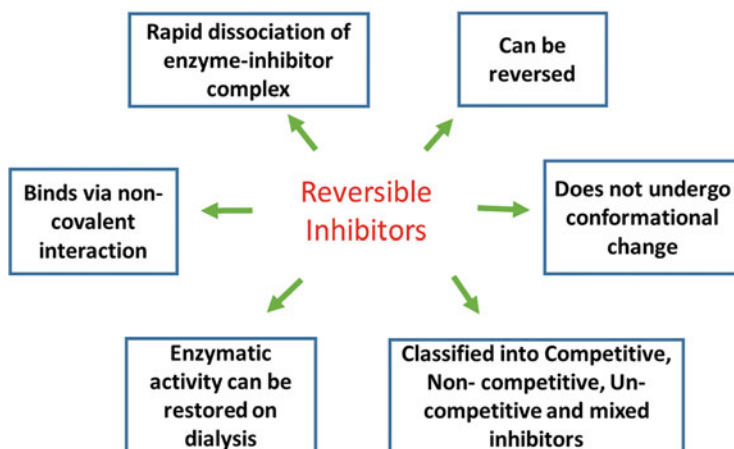 Rapid dissociation of
enzyme-inhibitor
complex
Can be
reversed
Binds via non-
covalent
interaction
Reversible
Inhibitors
Does not undergo
conformational
change
Enzymatic
activity can be
restored on
dialysis
Classified into Competitive,
Non- competitive, Un-
competitive and mixed
inhibitors